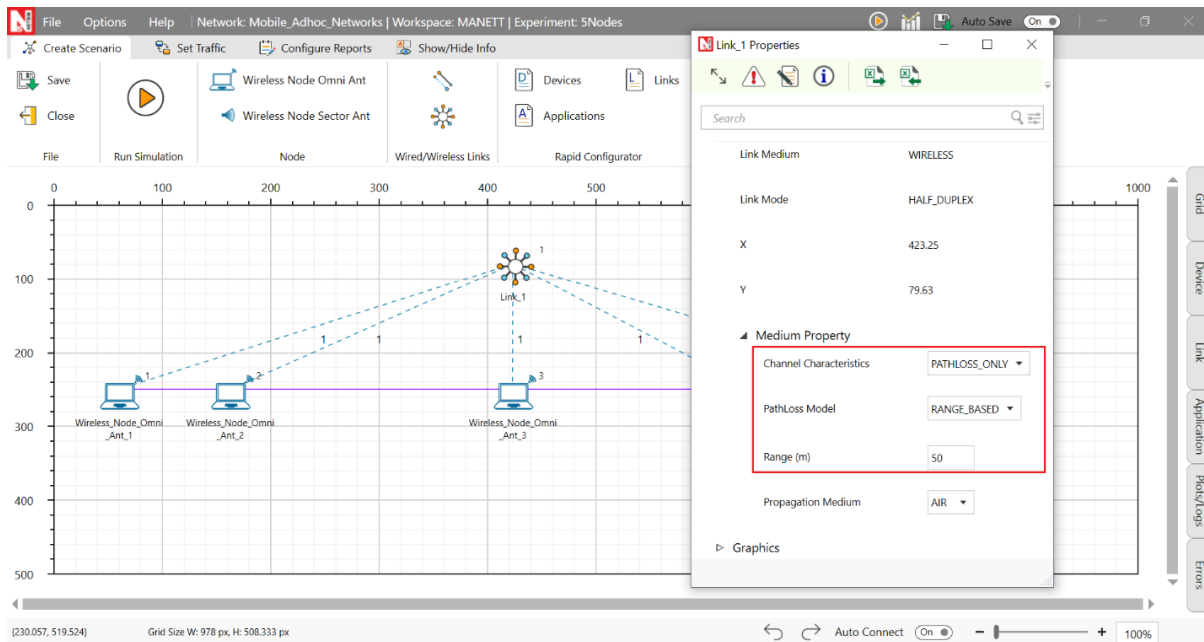 File Options Help Network: Mobile_Adhoc_Networks | Workspace: MANETT | Experiment: 5Nodes Auto Save On
Create Scenario Set Traffic Configure Reports Show/Hide Info
Save
Close
File
Run Simulation
Wireless Node Omni Ant
Wireless Node Sector Ant
Node
Wired/Wireless Links
Devices Links
Applications
Rapid Configurator
0 100 200 300 400 500 1000
0
100
200
300
400
500
1
Link_1
1 1 1 1
1 2 3
Wireless_Node_Omni
_Ant_1
Wireless_Node_Omni
_Ant_2
Wireless_Node_Omni
_Ant_3
Link_1 Properties
Search
Link Medium WIRELESS
Link Mode HALF_DUPLEX
X 423.25
Y 79.63
Medium Property
Channel Characteristics PATHLOSS_ONLY
PathLoss Model RANGE_BASED
Range (m) 50
Propagation Medium AIR
Graphics
Grid
Device
Link
Application
Plots/Logs
Errors
(230.057, 519.524) Grid Size W: 978 px, H: 508.333 px Auto Connect On 100%